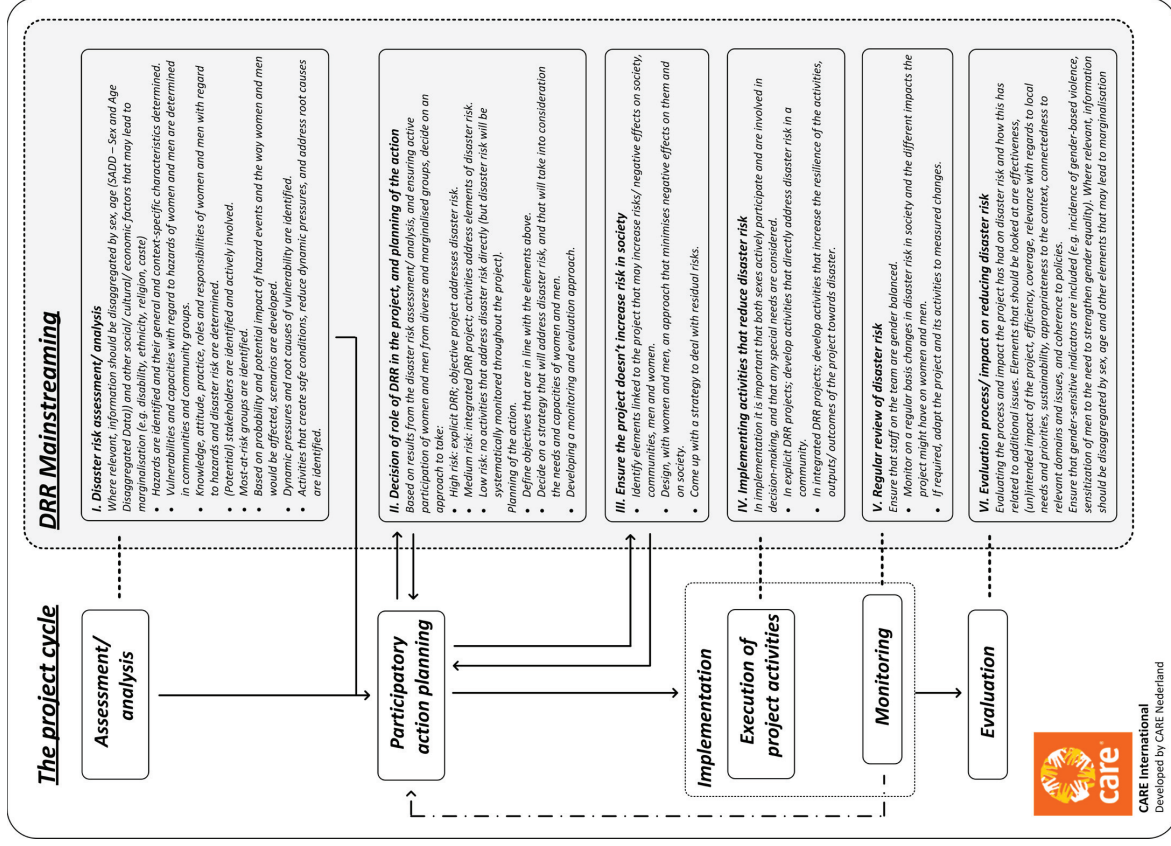 The project cycle
DRR Mainstreaming
Assessment/
analysis
I. Disaster risk assessment/ analysis
Where relevant, information should be disaggregated by sex, age (SADD – Sex and Age
Disaggregated Data)) and other social/ cultural/ economic factors that may lead to
marginalisation (e.g. disability, ethnicity, religion, caste)
• Hazards are identified and their general and context-specific characteristics determined.
• Vulnerabilities and capacities with regard to hazards of women and men are determined
in communities and community groups.
• Knowledge, attitude, practice, roles and responsibilities of women and men with regard
to hazards and disaster risk are determined.
• (Potential) stakeholders are identified and actively involved.
• Most-at-risk groups are identified.
• Based on probability and potential impact of hazard events and the way women and men
would be affected, scenarios are developed.
• Dynamic pressures and root causes of vulnerability are identified.
• Activities that create safe conditions, reduce dynamic pressures, and address root causes
are identified.
Participatory
action planning
II. Decision of role of DRR in the project, and planning of the action
Based on results from the disaster risk assessment/ analysis, and ensuring active
participation of women and men from diverse and marginalised groups, decide on an
approach to take:
• High risk: explicit DRR; objective project addresses disaster risk.
• Medium risk: integrated DRR project; activities address elements of disaster risk.
• Low risk: no activities that address disaster risk directly (but disaster risk will be
systematically monitored throughout the project).
Planning of the action.
• Define objectives that are in line with the elements above.
• Decide on a strategy that will address disaster risk, and that will take into consideration
the needs and capacities of women and men.
• Developing a monitoring and evaluation approach.
III. Ensure the project doesn't increase risk in society
• Identify elements linked to the project that may increase risks/ negative effects on society,
communities, men and women.
• Design, with women and men, an approach that minimises negative effects on them and
on society.
• Come up with a strategy to deal with residual risks.
Implementation
Execution of
project activities
IV. Implementing activities that reduce disaster risk
In implementation it is important that both sexes actively participate and are involved in
decision-making, and that any special needs are considered.
• In explicit DRR projects; develop activities that directly address disaster risk in a
community.
• In integrated DRR projects; develop activities that increase the resilience of the activities,
outputs/ outcomes of the project towards disaster.
Monitoring
V. Regular review of disaster risk
Ensure that staff on the team are gender balanced.
• Monitor on a regular basis changes in disaster risk in society and the different impacts the
project might have on women and men.
• If required, adapt the project and its activities to measured changes.
Evaluation
VI. Evaluation process/ impact on reducing disaster risk
Evaluating the process and impact the project has had on disaster risk and how this has
related to additional issues. Elements that should be looked at are effectiveness,
(un)intended impact of the project, efficiency, coverage, relevance with regards to local
needs and priorities, sustainability, appropriateness to the context, connectedness to
relevant domains and issues, and coherence to policies.
Ensure that gender-sensitive indicators are included (e.g. incidence of gender-based violence,
sensitization of men to the need to strengthen gender equality). Where relevant, information
should be disaggregated by sex, age and other elements that may lead to marginalisation
care®
CARE International
Developed by CARE Nederland